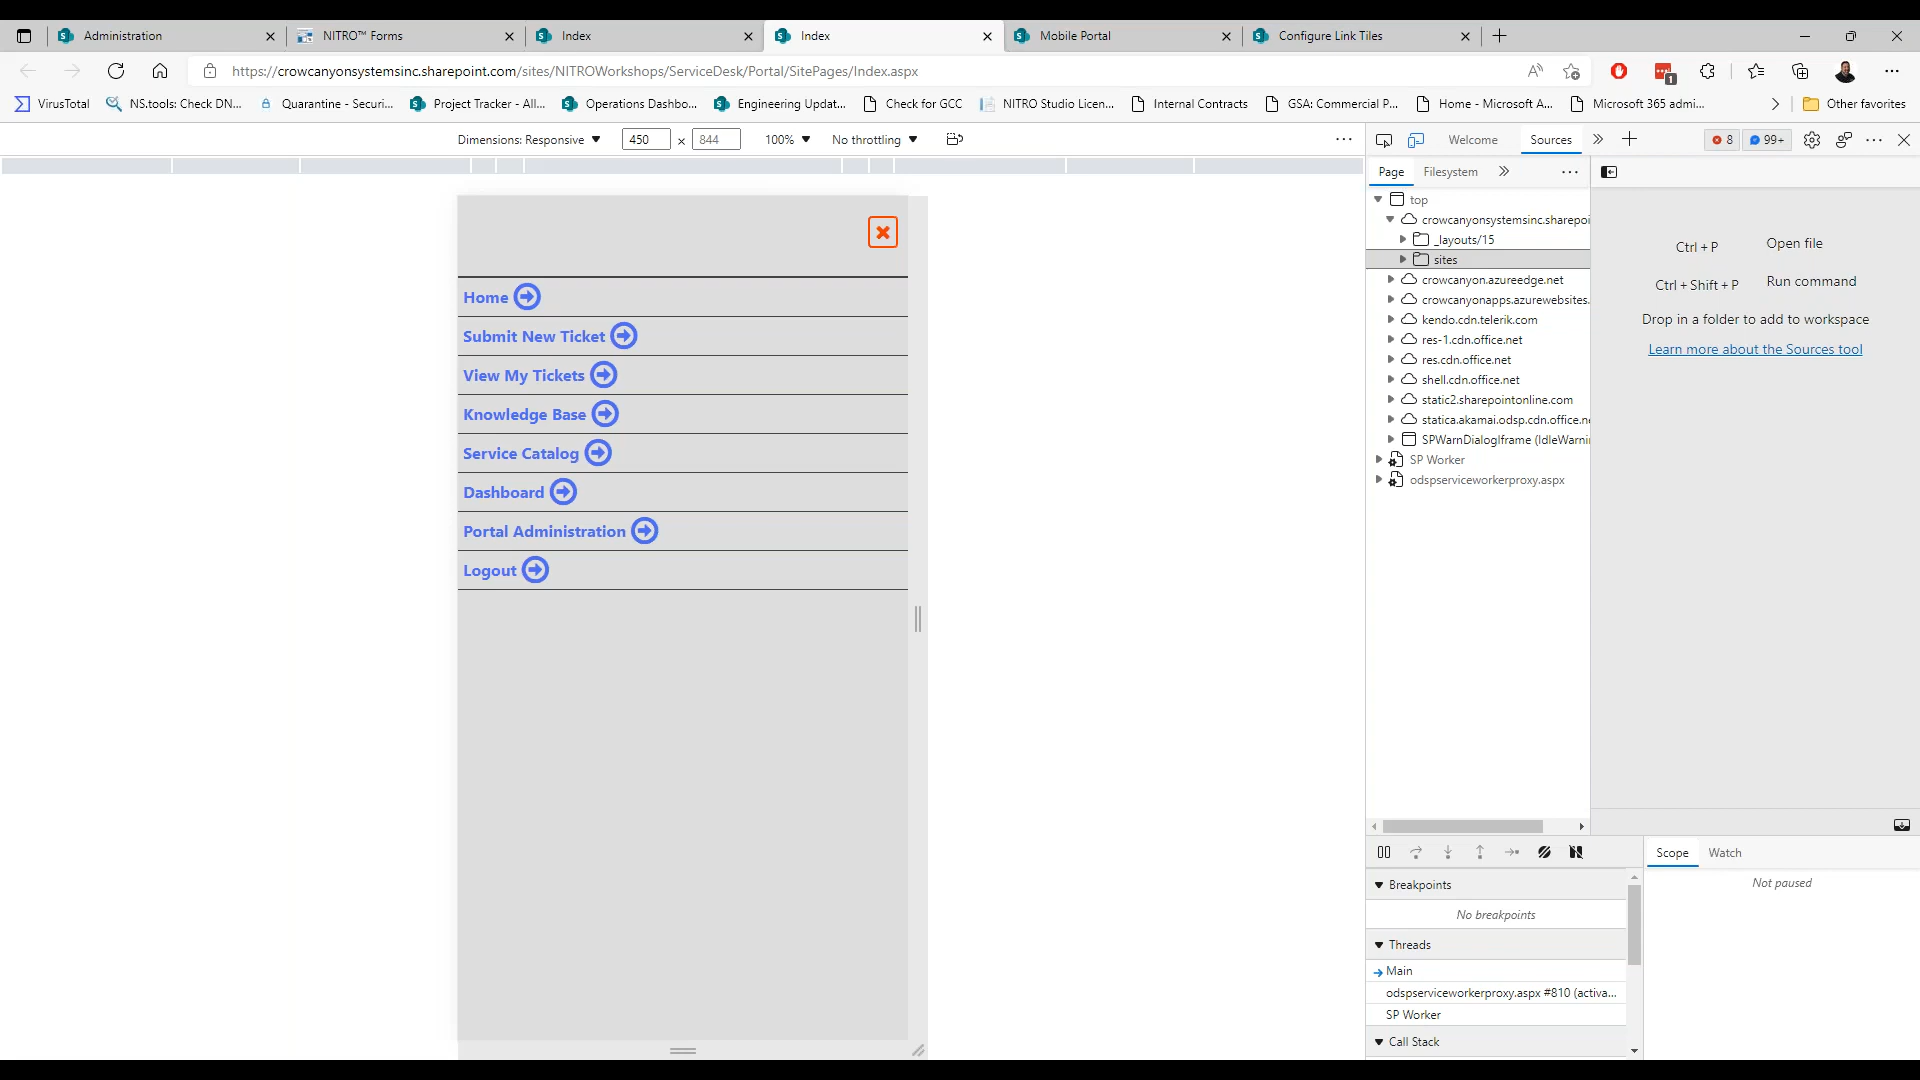 Administration
NITRO™ Forms
Index
Index
Mobile Portal
Configure Link Tiles
https://crowcanyonsystemsinc.sharepoint.com/sites/NITROWorkshops/ServiceDesk/Portal/SitePages/Index.aspx
1
VirusTotal
NS.tools: Check DN...
Quarantine - Securi...
Project Tracker - All...
Operations Dashbo...
Engineering Updat...
Check for GCC
NITRO Studio Licen...
Internal Contracts
GSA: Commercial P...
Home - Microsoft A...
Microsoft 365 admi...
Other favorites
Dimensions: Responsive
450 x 844
100%
No throttling
Welcome
Sources
8
99+
Page
Filesystem
top
crowcanyonsystemsinc.sharepoi
_layouts/15
sites
crowcanyon.azureedge.net
crowcanyonapps.azurewebsites.
kendo.cdn.telerik.com
res-1.cdn.office.net
res.cdn.office.net
shell.cdn.office.net
static2.sharepointonline.com
statica.akamai.odsp.cdn.office.ne
SPWarnDialogIframe (IdleWarni
SP Worker
odspserviceworkerproxy.aspx
Ctrl + P Open file
Ctrl + Shift + P Run command
Drop in a folder to add to workspace
Learn more about the Sources tool
Home
Submit New Ticket
View My Tickets
Knowledge Base
Service Catalog
Dashboard
Portal Administration
Logout
Scope
Watch
Not paused
Breakpoints
No breakpoints
Threads
Main
odspserviceworkerproxy.aspx #810 (activa...
SP Worker
Call Stack